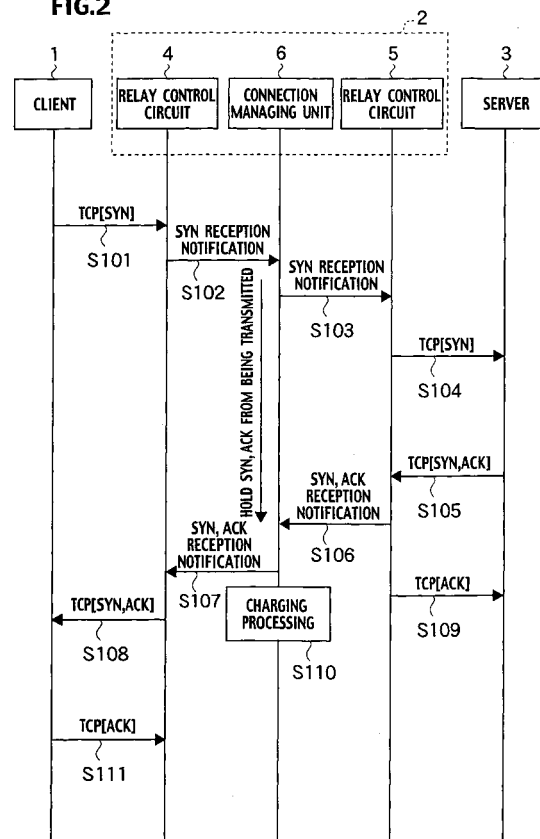 FIG.2
2
1
4
6
5
3
CLIENT
RELAY CONTROL
CIRCUIT
CONNECTION
MANAGING UNIT
RELAY CONTROL
CIRCUIT
SERVER
TCP[SYN]
S101
SYN RECEPTION
NOTIFICATION
S102
SYN RECEPTION
NOTIFICATION
S103
HOLD SYN,ACK FROM BEING TRANSMITTED
TCP[SYN]
S104
TCP[SYN,ACK]
S105
SYN,ACK
RECEPTION
NOTIFICATION
S106
SYN,ACK
RECEPTION
NOTIFICATION
S107
TCP[ACK]
S109
TCP[SYN,ACK]
S108
CHARGING
PROCESSING
S110
TCP[ACK]
S111